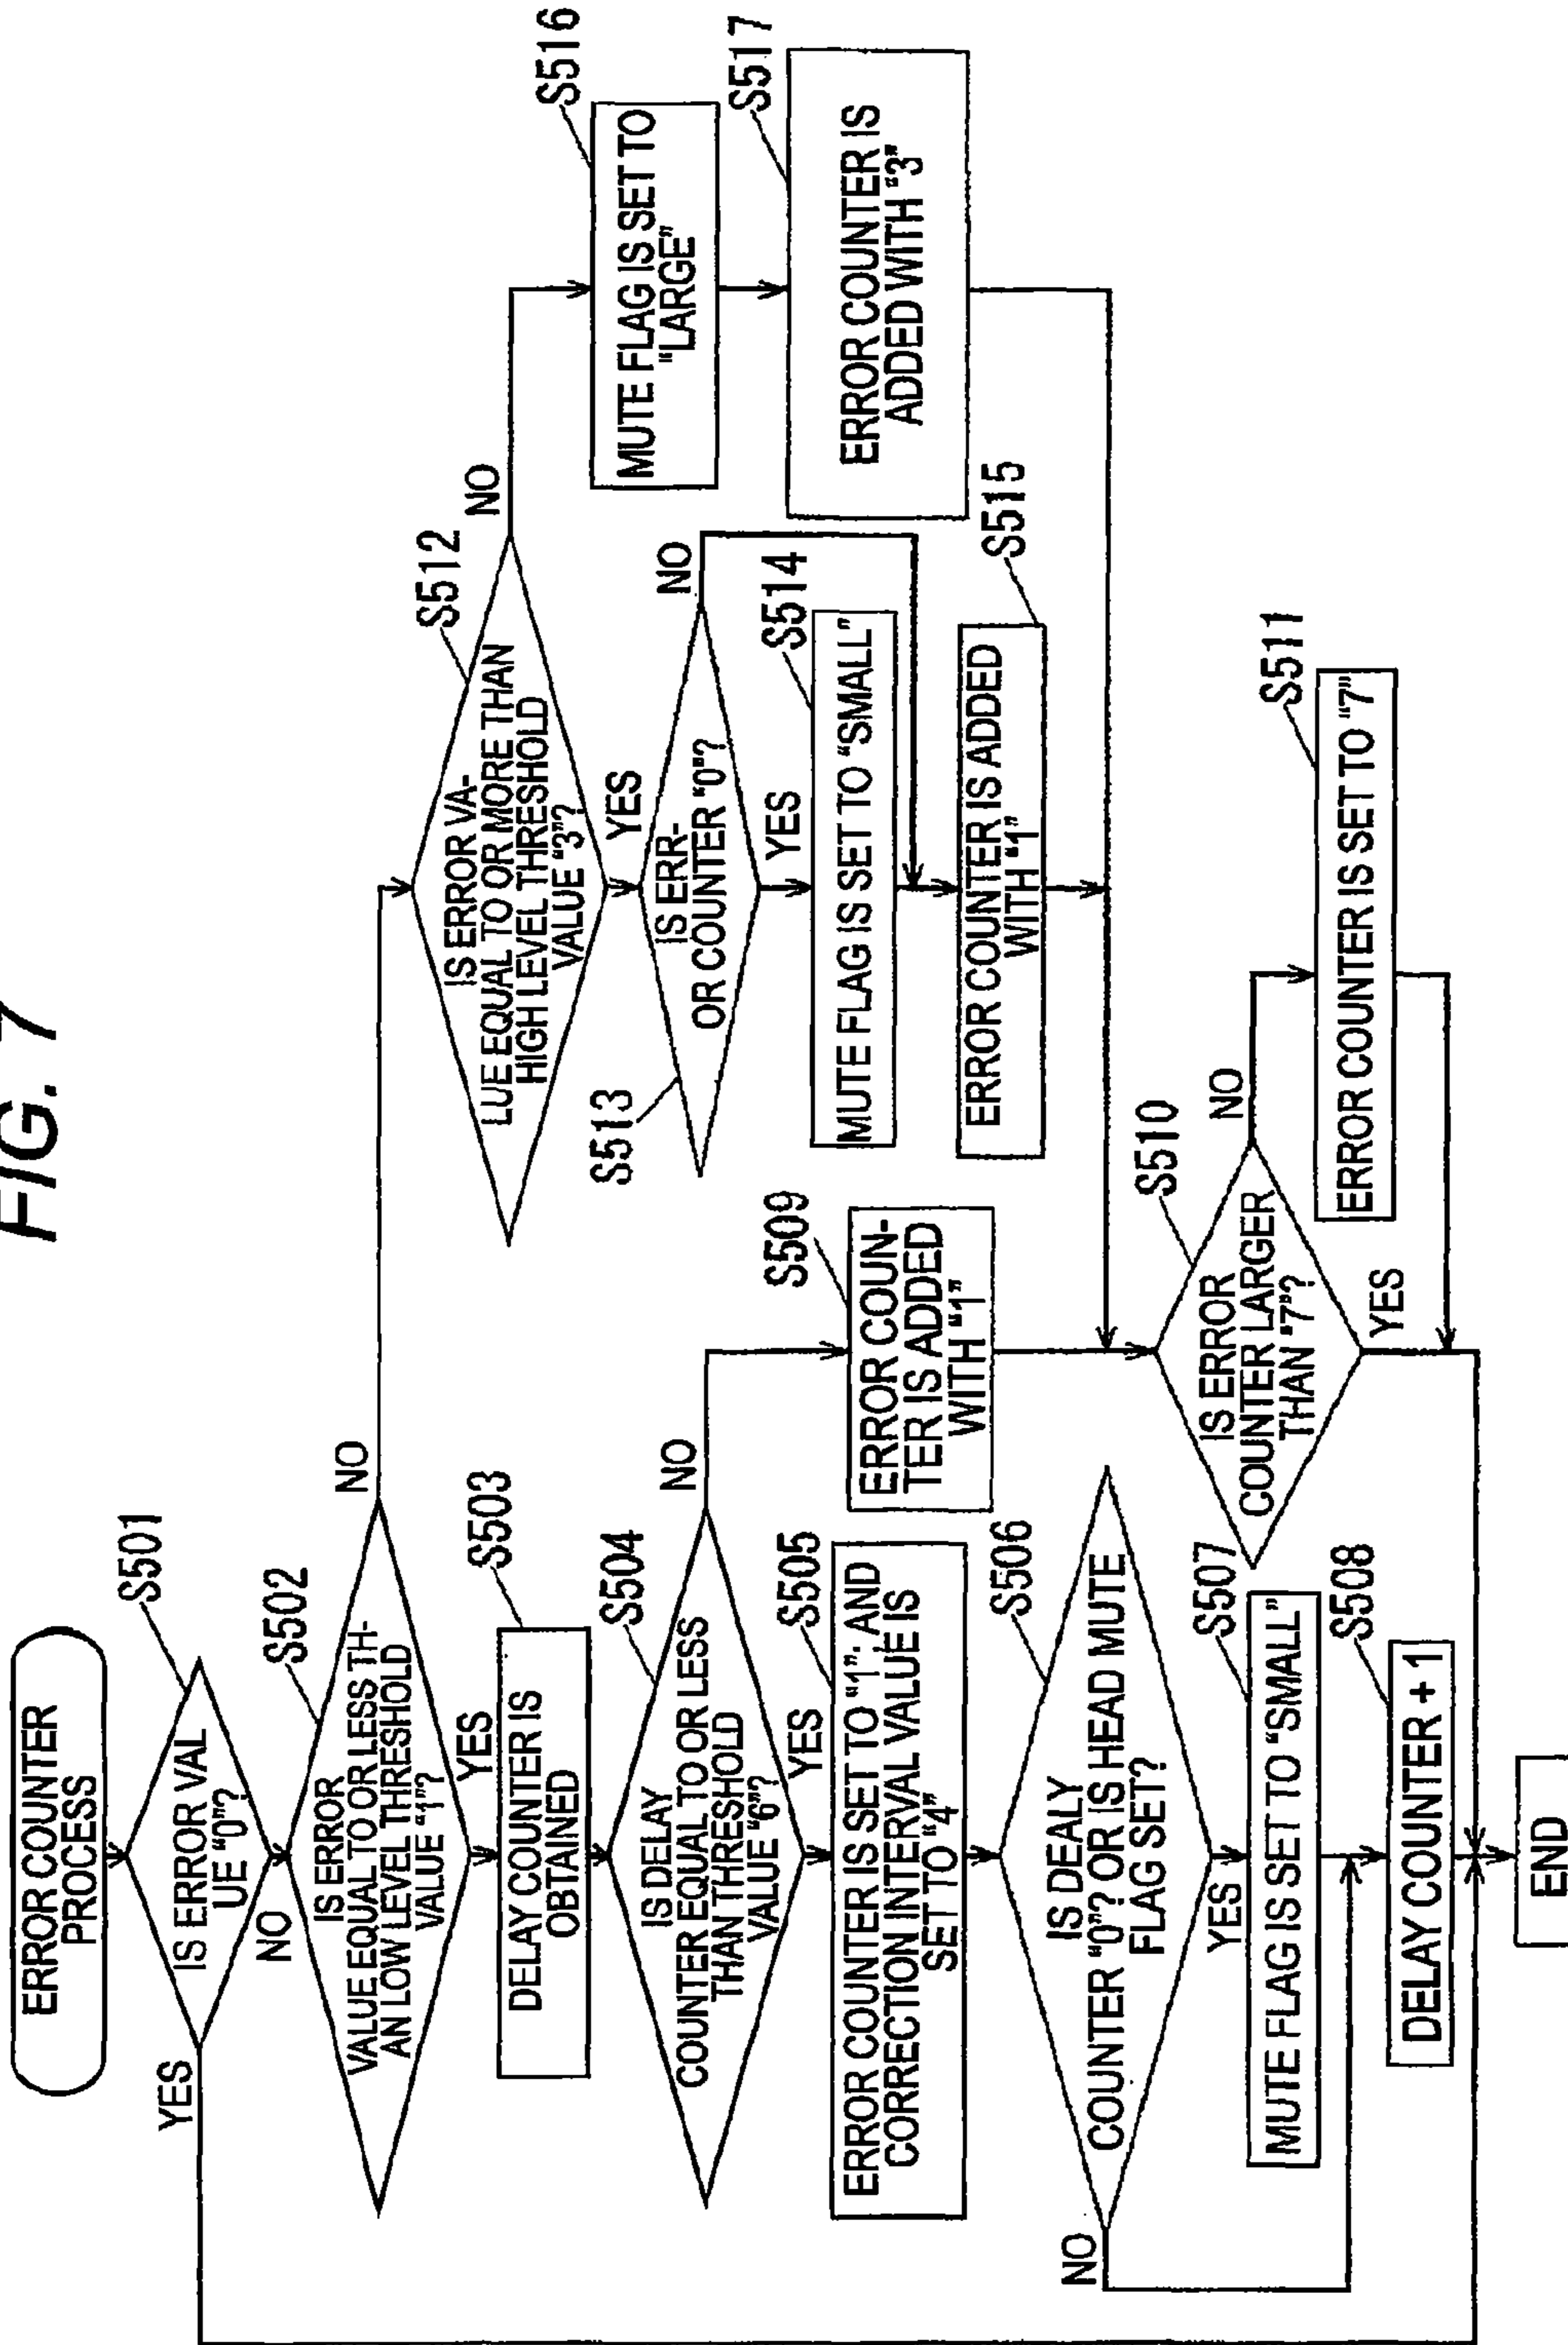 FIG. 7
ERROR COUNTER
PROCESS
S501
IS ERROR VAL
UE "0"?
YES
NO
S502
IS ERROR
VALUE EQUAL TO OR LESS TH-
AN LOW LEVEL THRESHOLD
VALUE "1"?
NO
YES
S503
DELAY COUNTER IS
OBTAINED
S504
IS DELAY
COUNTER EQUAL TO OR LESS
THAN THRESHOLD
VALUE "6"?
NO
YES
S505
ERROR COUNTER IS SET TO "1", AND
CORRECTION INTERVAL VALUE IS
SET TO "4"
S506
IS DEALY
COUNTER "0"? OR IS HEAD MUTE
FLAG SET?
NO
YES
S507
MUTE FLAG IS SET TO "SMALL"
S508
DELAY COUNTER + 1
END
S509
ERROR COUN-
TER IS ADDED
WITH "1"
S510
IS ERROR
COUNTER LARGER
THAN "7"?
NO
YES
S511
ERROR COUNTER IS SET TO "7"
S512
IS ERROR VA-
LUE EQUAL TO OR MORE THAN
HIGH LEVEL THRESHOLD
VALUE "3"?
NO
YES
S513
IS ERR-
OR COUNTER "0"?
NO
YES
S514
MUTE FLAG IS SET TO "SMALL"
S515
ERROR COUNTER IS ADDED
WITH "1"
S516
MUTE FLAG IS SET TO
"LARGE"
S517
ERROR COUNTER IS
ADDED WITH "3"